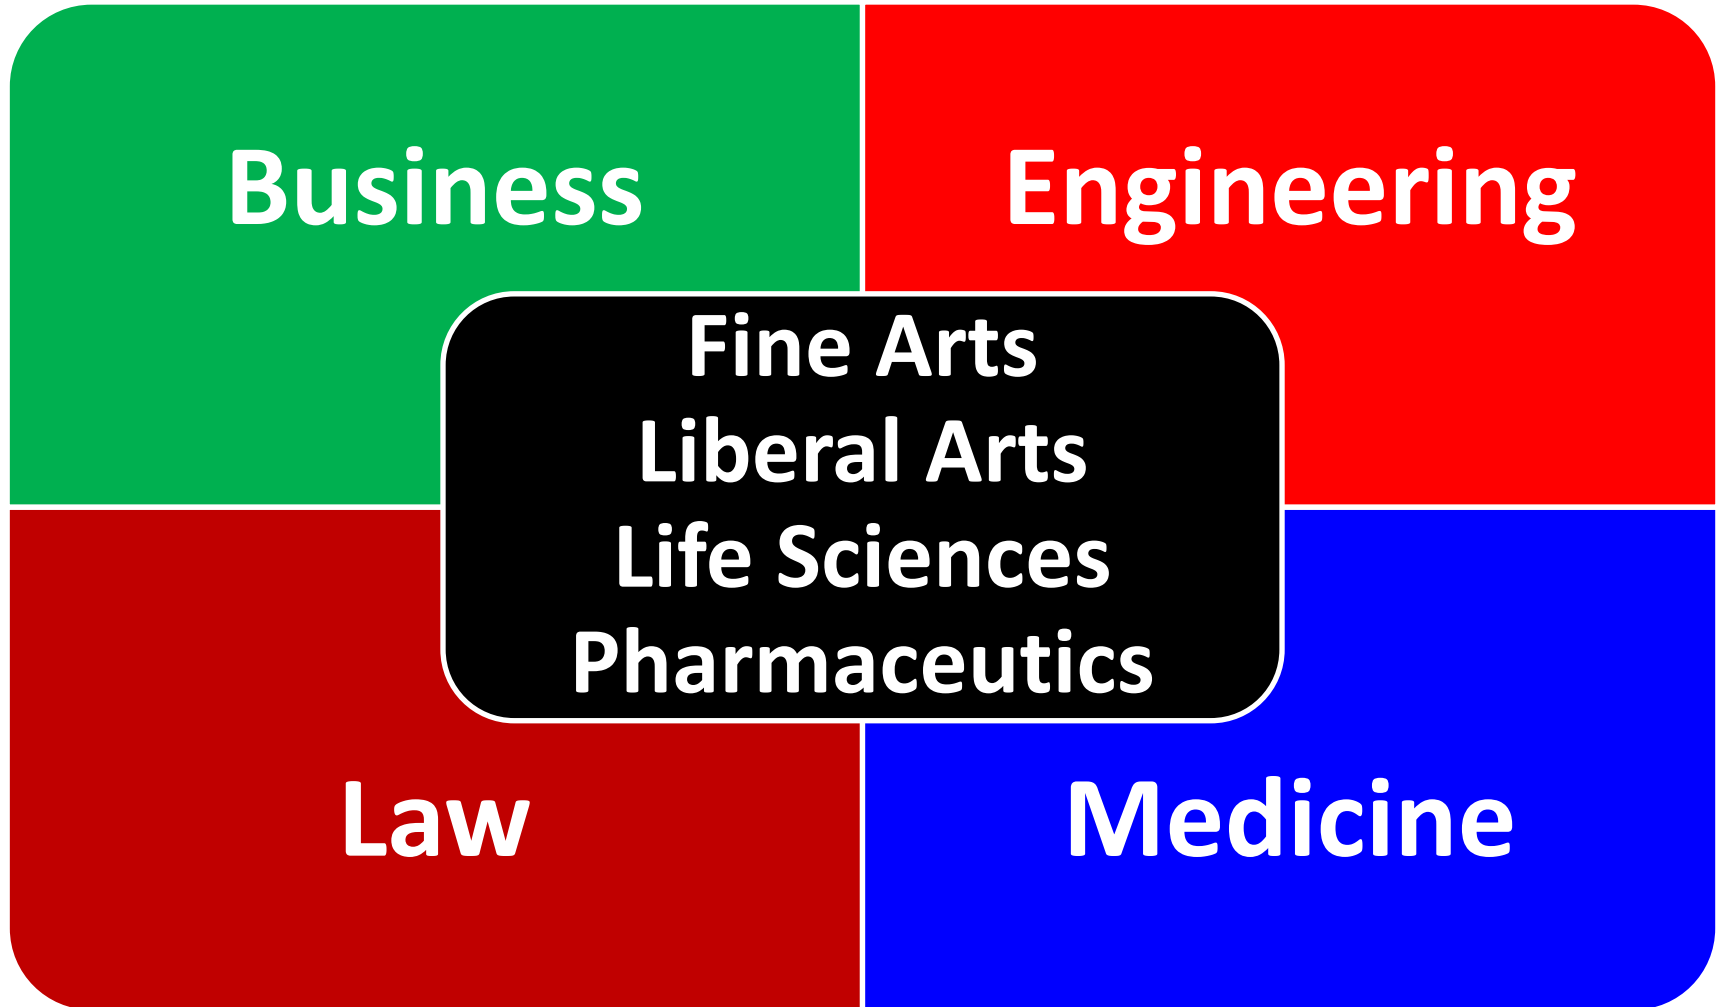 Business
Engineering
Fine Arts
Liberal Arts
Life Sciences
Pharmaceutics
Law
Medicine